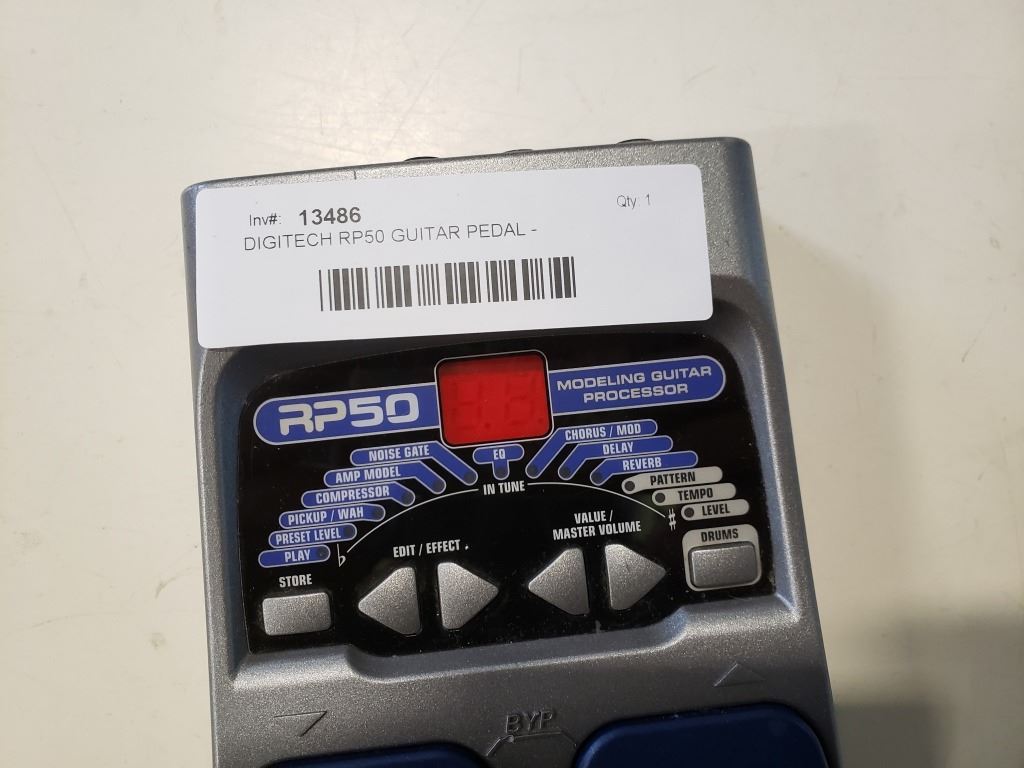 Inv#: 13486
Qty: 1
DIGITECH RP50 GUITAR PEDAL -
RP50
MODELING GUITAR
PROCESSOR
NOISE GATE
AMP MODEL
COMPRESSOR
PICKUP / WAH
PRESET LEVEL
PLAY
EQ
CHORUS / MOD
DELAY
REVERB
PATTERN
TEMPO
LEVEL
IN TUNE
♭
♯
EDIT / EFFECT
VALUE /
MASTER VOLUME
DRUMS
STORE
BYP